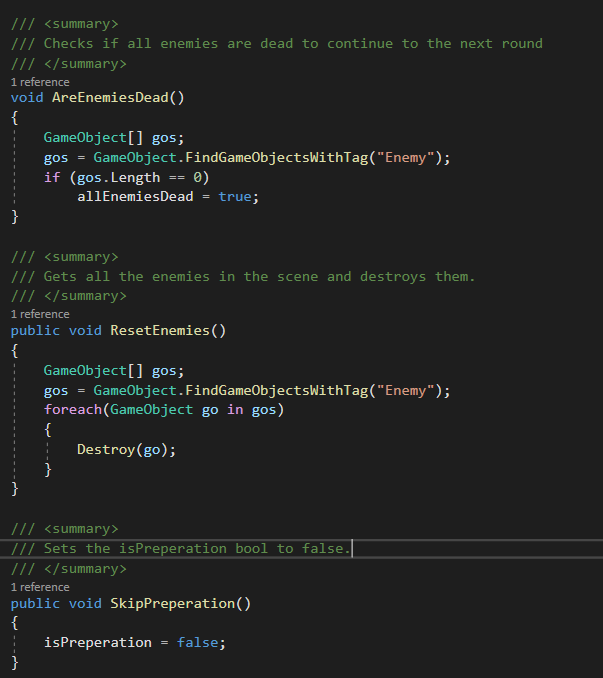 /// <summary>
/// Checks if all enemies are dead to continue to the next round
/// </summary>
1 reference
void AreEnemiesDead()
{
    GameObject[] gos;
    gos = GameObject.FindGameObjectsWithTag("Enemy");
    if (gos.Length == 0)
        allEnemiesDead = true;
}
/// <summary>
/// Gets all the enemies in the scene and destroys them.
/// </summary>
1 reference
public void ResetEnemies()
{
    GameObject[] gos;
    gos = GameObject.FindGameObjectsWithTag("Enemy");
    foreach(GameObject go in gos)
    {
        Destroy(go);
    }
}
/// <summary>
/// Sets the isPreperation bool to false.
/// </summary>
1 reference
public void SkipPreperation()
{
    isPreperation = false;
}